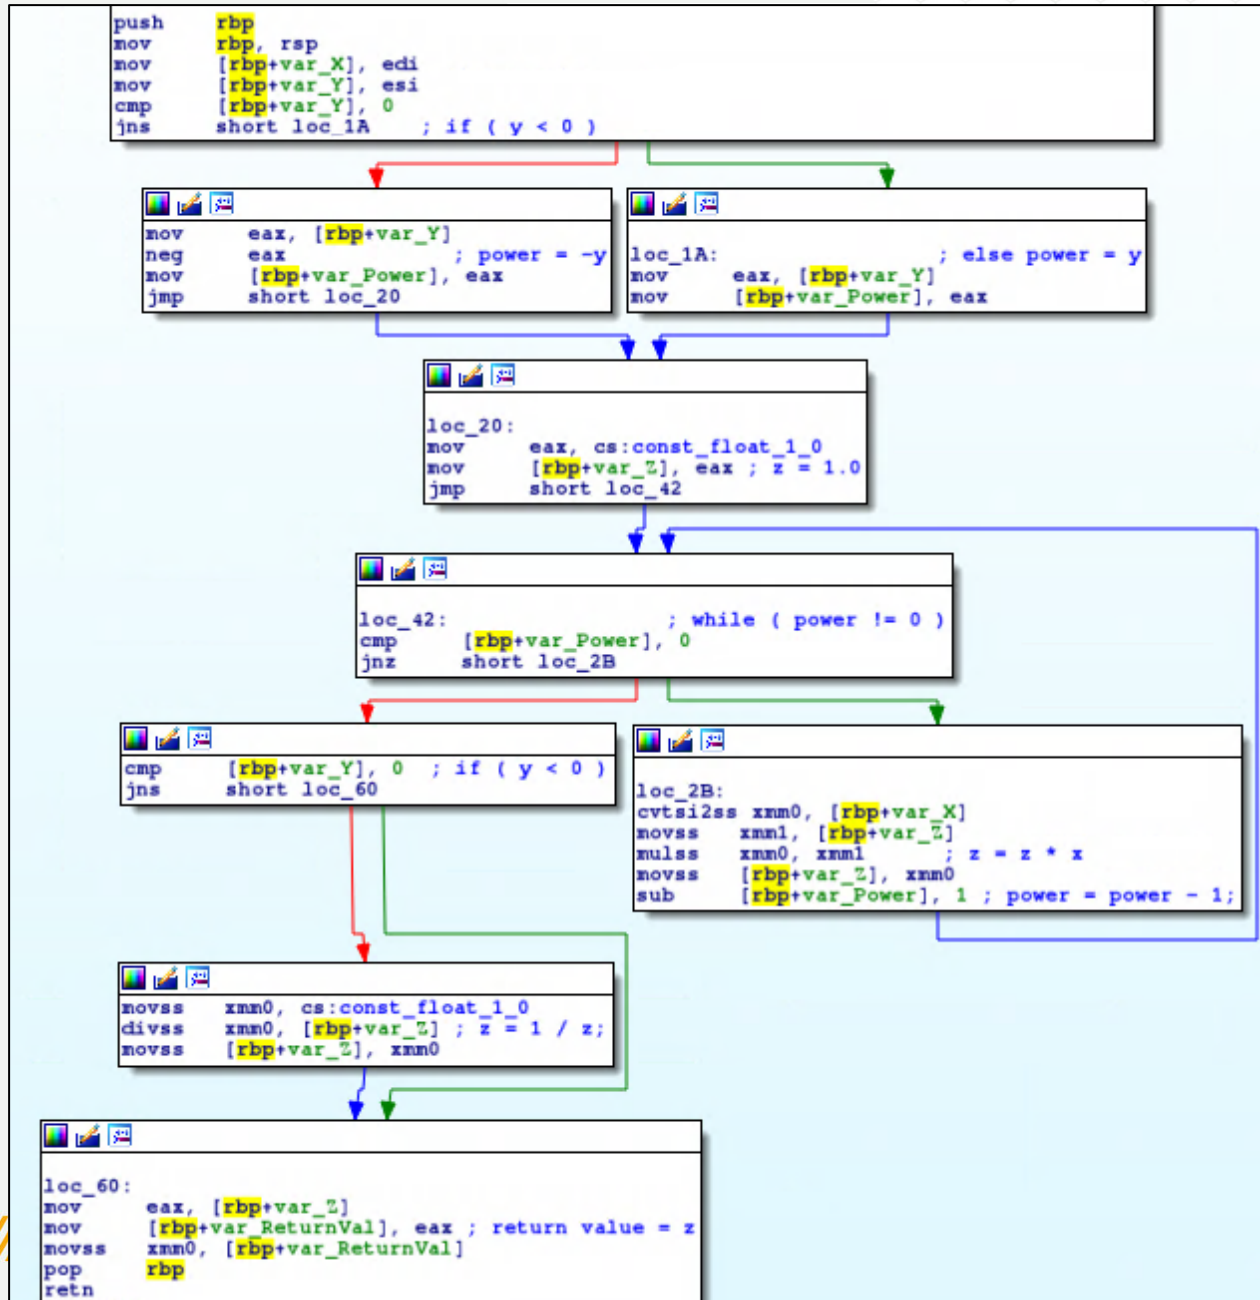 push rbp
mov rbp, rsp
mov [rbp+var_X], edi
mov [rbp+var_Y], esi
cmp [rbp+var_Y], 0
jns short loc_1A ; if ( y < 0 )
mov eax, [rbp+var_Y]
neg eax ; power = -y
mov [rbp+var_Power], eax
jmp short loc_20
loc_1A: ; else power = y
mov eax, [rbp+var_Y]
mov [rbp+var_Power], eax
loc_20:
mov eax, cs:const_float_1_0
mov [rbp+var_Z], eax ; z = 1.0
jmp short loc_42
loc_42: ; while ( power != 0 )
cmp [rbp+var_Power], 0
jnz short loc_2B
cmp [rbp+var_Y], 0 ; if ( y < 0 )
jns short loc_60
loc_2B:
cvtsi2ss xmm0, [rbp+var_X]
movss xmm1, [rbp+var_Z]
mulss xmm0, xmm1 ; z = z * x
movss [rbp+var_Z], xmm0
sub [rbp+var_Power], 1 ; power = power - 1;
movss xmm0, cs:const_float_1_0
divss xmm0, [rbp+var_Z] ; z = 1 / z;
movss [rbp+var_Z], xmm0
loc_60:
mov eax, [rbp+var_Z]
mov [rbp+var_ReturnVal], eax ; return value = z
movss xmm0, [rbp+var_ReturnVal]
pop rbp
retn